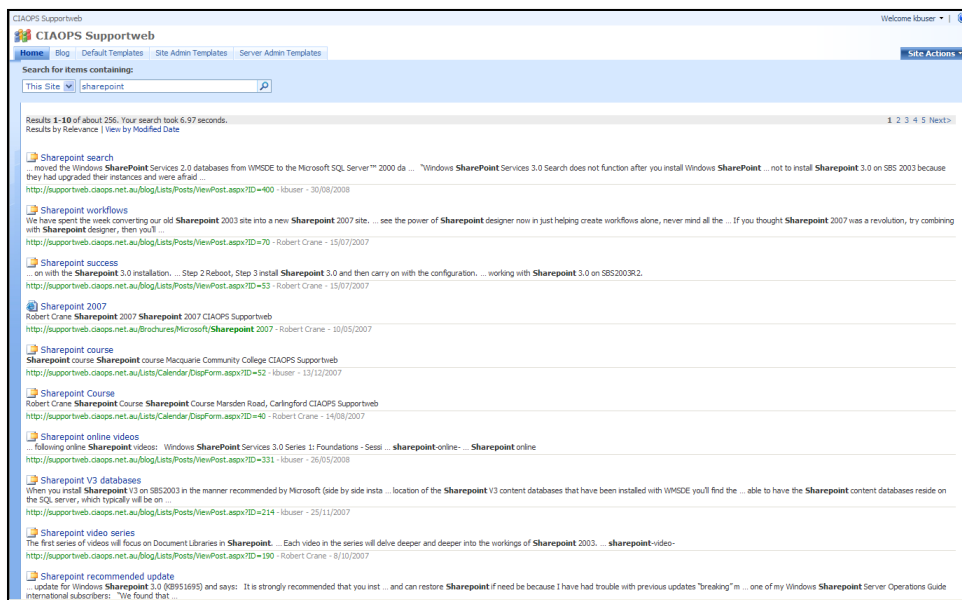 CIAOPS Supportweb
Welcome kbuser
CIAOPS Supportweb
Home Blog Default Templates Site Admin Templates Server Admin Templates
Site Actions
Search for items containing:
This Site sharepoint
Results 1-10 of about 256. Your search took 6.97 seconds.
1 2 3 4 5 Next>
Results by Relevance | View by Modified Date
Sharepoint search
... moved the Windows SharePoint Services 2.0 databases from WMSDE to the Microsoft SQL Server™ 2000 da ... "Windows SharePoint Services 3.0 Search does not function after you install Windows SharePoint ... not to install Sharepoint 3.0 on SBS 2003 because
they had upgraded their instances and were afraid ...
http://supportweb.ciaops.net.au/blog/Lists/Posts/ViewPost.aspx?ID=400 - kbuser - 30/08/2008
Sharepoint workflows
We have spent the week converting our old Sharepoint 2003 site into a new Sharepoint 2007 site. ... see the power of Sharepoint designer now in just helping create workflows alone, never mind all the ... If you thought Sharepoint 2007 was a revolution, try combining
with Sharepoint designer, then you'll ...
http://supportweb.ciaops.net.au/blog/Lists/Posts/ViewPost.aspx?ID=70 - Robert Crane - 15/07/2007
Sharepoint success
... on with the Sharepoint 3.0 installation. ... Step 2 Reboot, Step 3 install Sharepoint 3.0 and then carry on with the configuration. ... working with Sharepoint 3.0 on SBS2003R2.
http://supportweb.ciaops.net.au/blog/Lists/Posts/ViewPost.aspx?ID=53 - Robert Crane - 15/07/2007
Sharepoint 2007
Robert Crane Sharepoint 2007 Sharepoint 2007 CIAOPS Supportweb
http://supportweb.ciaops.net.au/Brochures/Microsoft/Sharepoint 2007 - Robert Crane - 10/05/2007
Sharepoint course
Sharepoint course Sharepoint course Macquarie Community College CIAOPS Supportweb
http://supportweb.ciaops.net.au/Lists/Calendar/DispForm.aspx?ID=52 - kbuser - 13/12/2007
Sharepoint Course
Robert Crane Sharepoint Course Sharepoint Course Marsden Road, Carlingford CIAOPS Supportweb
http://supportweb.ciaops.net.au/Lists/Calendar/DispForm.aspx?ID=40 - Robert Crane - 14/08/2007
Sharepoint online videos
... following online Sharepoint videos: Windows SharePoint Services 3.0 Series 1: Foundations - Sessi ... sharepoint-online- ... Sharepoint online
http://supportweb.ciaops.net.au/blog/Lists/Posts/ViewPost.aspx?ID=331 - kbuser - 26/05/2008
Sharepoint V3 databases
When you install Sharepoint V3 on SBS2003 in the manner recommended by Microsoft (side by side insta ... location of the Sharepoint V3 content databases that have been installed with WMSDE you'll find the ... able to have the Sharepoint content databases reside on
the SQL server, which typically will be on ...
http://supportweb.ciaops.net.au/blog/Lists/Posts/ViewPost.aspx?ID=214 - kbuser - 25/11/2007
Sharepoint video series
The first series of videos will focus on Document Libraries in Sharepoint. ... Each video in the series will delve deeper and deeper into the workings of Sharepoint 2003. ... sharepoint-video-
http://supportweb.ciaops.net.au/blog/Lists/Posts/ViewPost.aspx?ID=190 - Robert Crane - 8/10/2007
Sharepoint recommended update
... update for Windows Sharepoint 3.0 (KB951695) and says: It is strongly recommended that you inst ... and can restore Sharepoint if need be because I have had trouble with previous updates "breaking" m ... one of my Windows Sharepoint Server Operations Guide
international subscribers: "We found that ...